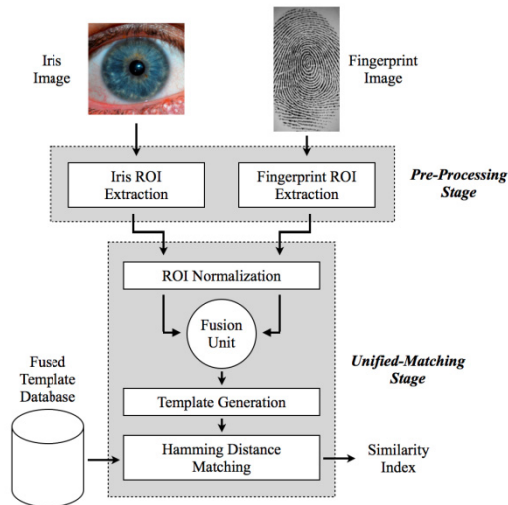 Iris
Image
Fingerprint
Image
Iris ROI
Extraction
Fingerprint ROI
Extraction
Pre-Processing
Stage
ROI Normalization
Fusion
Unit
Unified-Matching
Stage
Fused
Template
Database
Template Generation
Hamming Distance
Matching
Similarity
Index